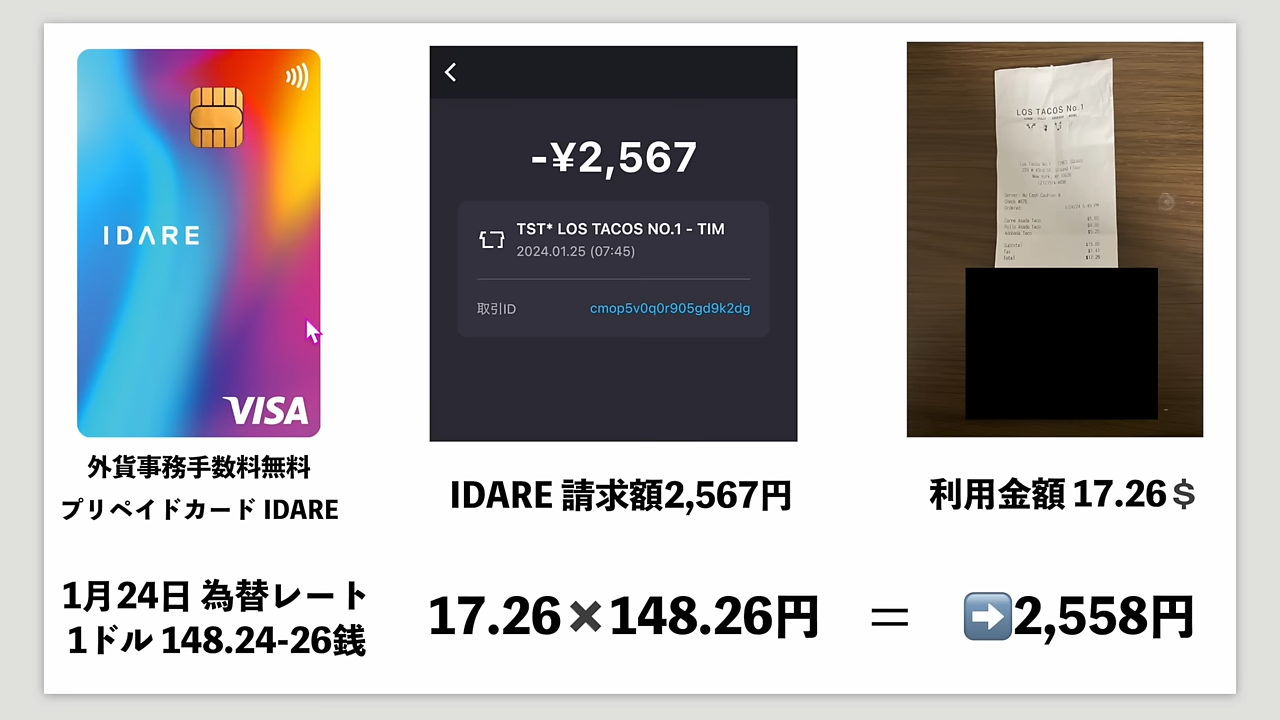 IDARE
VISA
外貨事務手数料無料
プリペイドカード IDARE
-¥2,567
TST* LOS TACOS NO.1 - TIM
2024.01.25 (07:45)
取引ID
cmop5v0q0r905gd9k2dg
IDARE 請求額2,567円
LOS TACOS No.1
利用金額 17.26$
1月24日 為替レート
1ドル 148.24-26銭
17.26✖148.26円 = ➡2,558円